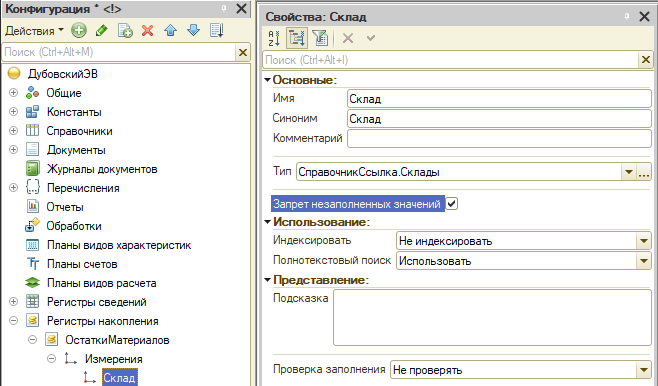 Конфигурация * <!>
Действия
Поиск (Ctrl+Alt+M)
ДубовскийЭВ
Общие
Константы
Справочники
Документы
Журналы документов
Перечисления
Отчеты
Обработки
Планы видов характеристик
Планы счетов
Планы видов расчета
Регистры сведений
Регистры накопления
ОстаткиМатериалов
Измерения
Склад
Свойства: Склад
Поиск (Ctrl+Alt+I)
Основные:
Имя Склад
Синоним Склад
Комментарий
Тип СправочникСсылка.Склады ...
Запрет незаполненных значений
Использование:
Индексировать Не индексировать
Полнотекстовый поиск Использовать
Представление:
Подсказка
Проверка заполнения Не проверять